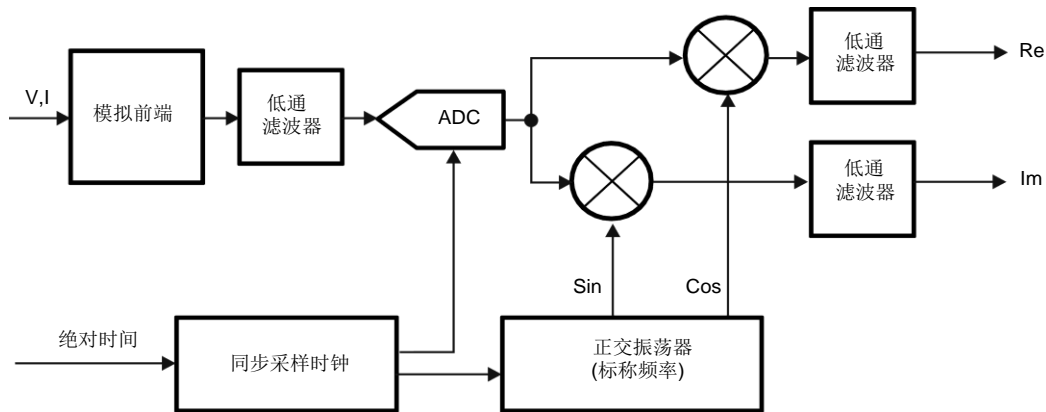 V,I
模拟前端
低通
滤波器
ADC
低通
滤波器
Re
低通
滤波器
Im
Sin
Cos
绝对时间
同步采样时钟
正交振荡器
(标称频率)